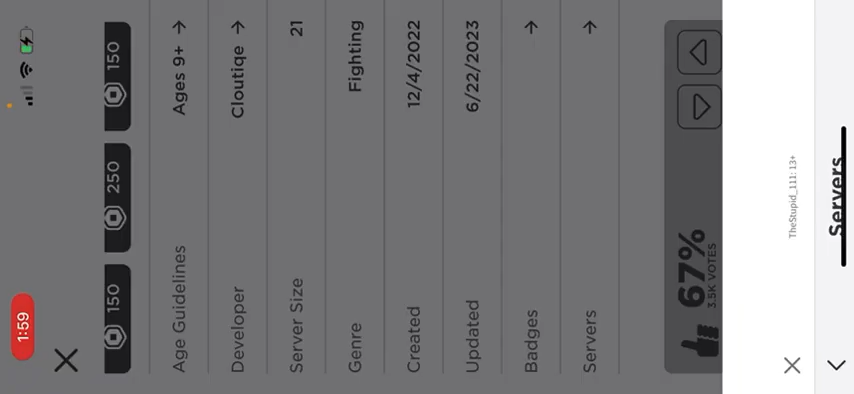 1:59
150
250
150
Age Guidelines
Ages 9+ →
Developer
Cloutiqe →
Server Size
21
Genre
Fighting
Created
12/4/2022
Updated
6/22/2023
Badges
→
Servers
→
67%
3.5K VOTES
TheStupid_111: 13+
Servers